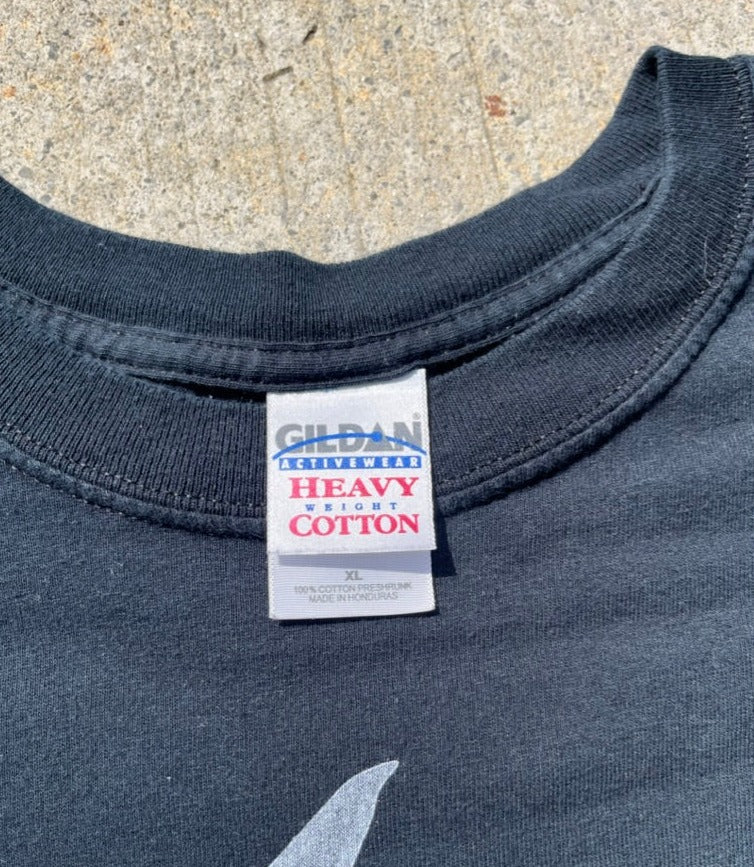 GILDAN®
ACTIVEWEAR
HEAVY
WEIGHT
COTTON
XL
100% COTTON PRESHRUNK
MADE IN HONDURAS